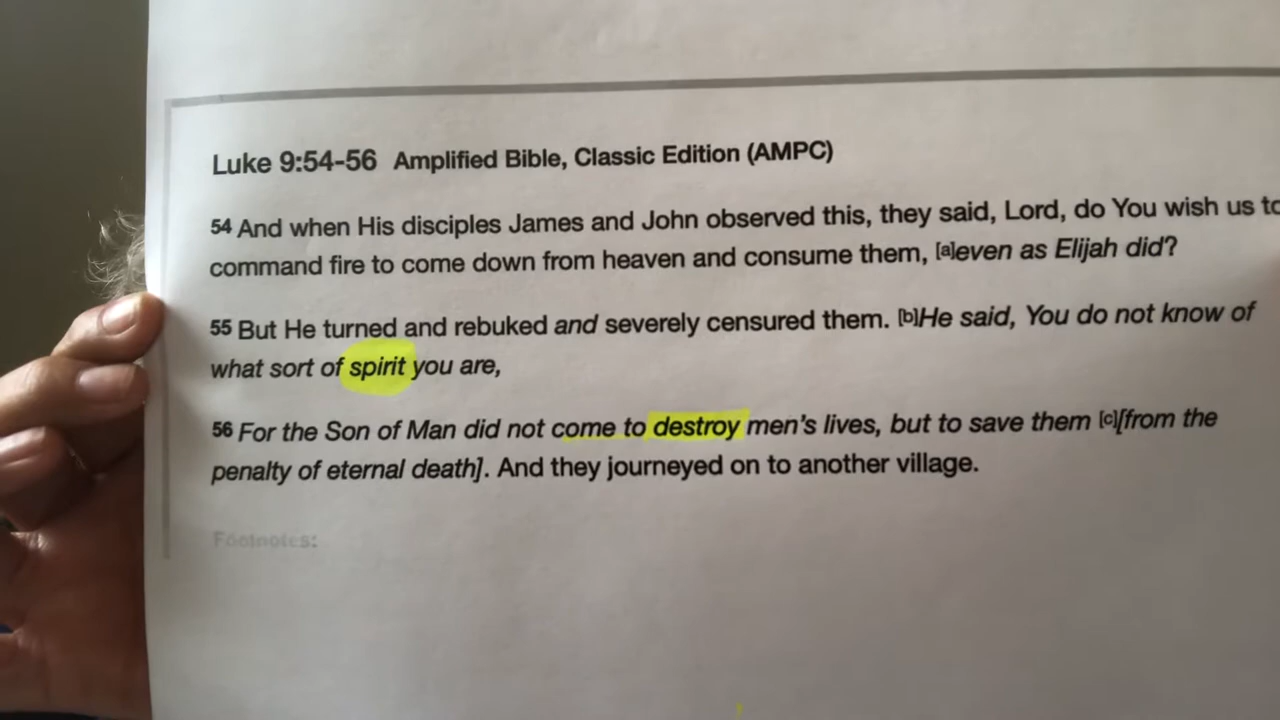 Luke 9:54-56 Amplified Bible, Classic Edition (AMPC)
54 And when His disciples James and John observed this, they said, Lord, do You wish us to
command fire to come down from heaven and consume them, [a]even as Elijah did?
55 But He turned and rebuked and severely censured them. [b]He said, You do not know of
what sort of spirit you are,
56 For the Son of Man did not come to destroy men's lives, but to save them [c][from the
penalty of eternal death]. And they journeyed on to another village.
Footnotes: